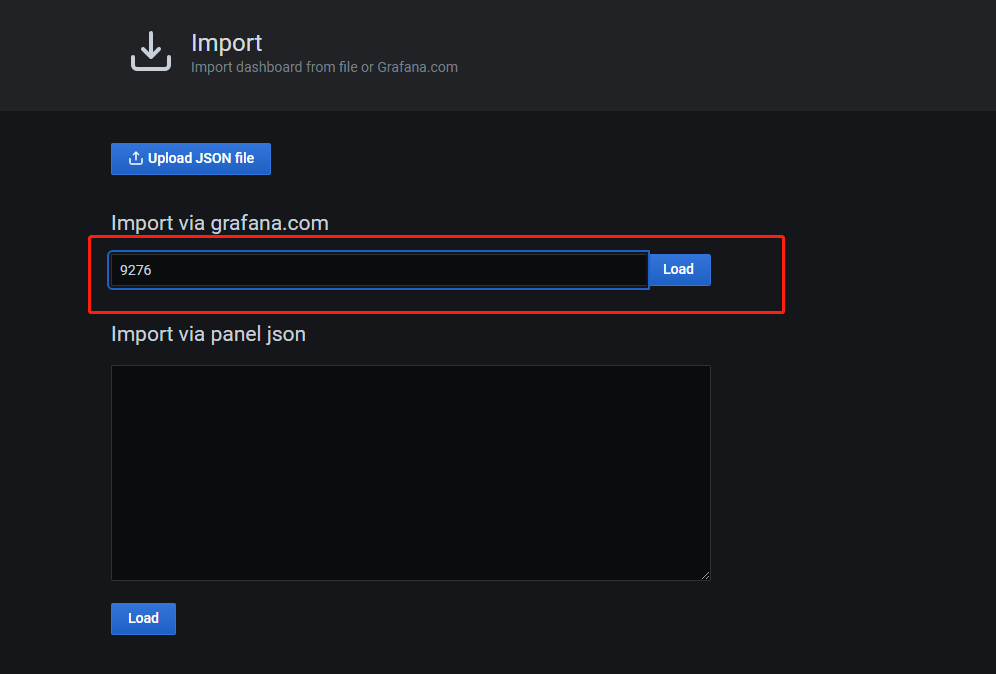 Import
Import dashboard from file or Grafana.com
Upload JSON file
Import via grafana.com
9276
Load
Import via panel json
Load